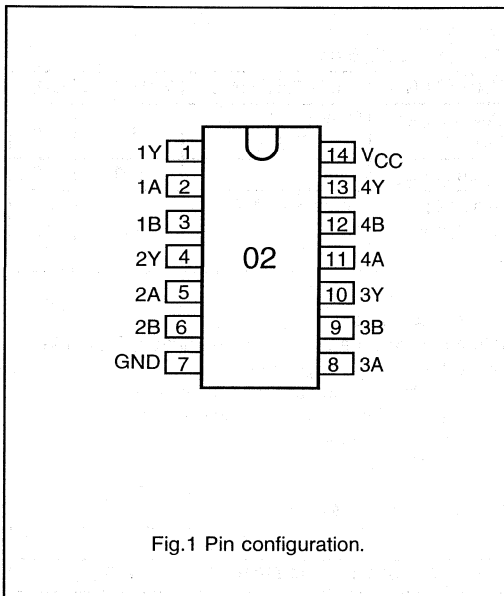 1Y 1 14 VCC
1A 2 13 4Y
1B 3 12 4B
2Y 4 02 11 4A
2A 5 10 3Y
2B 6 9 3B
GND 7 8 3A
Fig.1 Pin configuration.